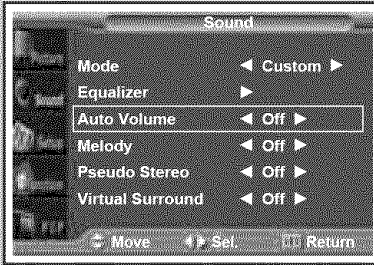 Sound
Mode ◄ Custom ►
Equalizer ►
Auto Volume ◄ Off ►
Melody ◄ Off ►
Pseudo Stereo ◄ Off ►
Virtual Surround ◄ Off ►
Move Sel. Return